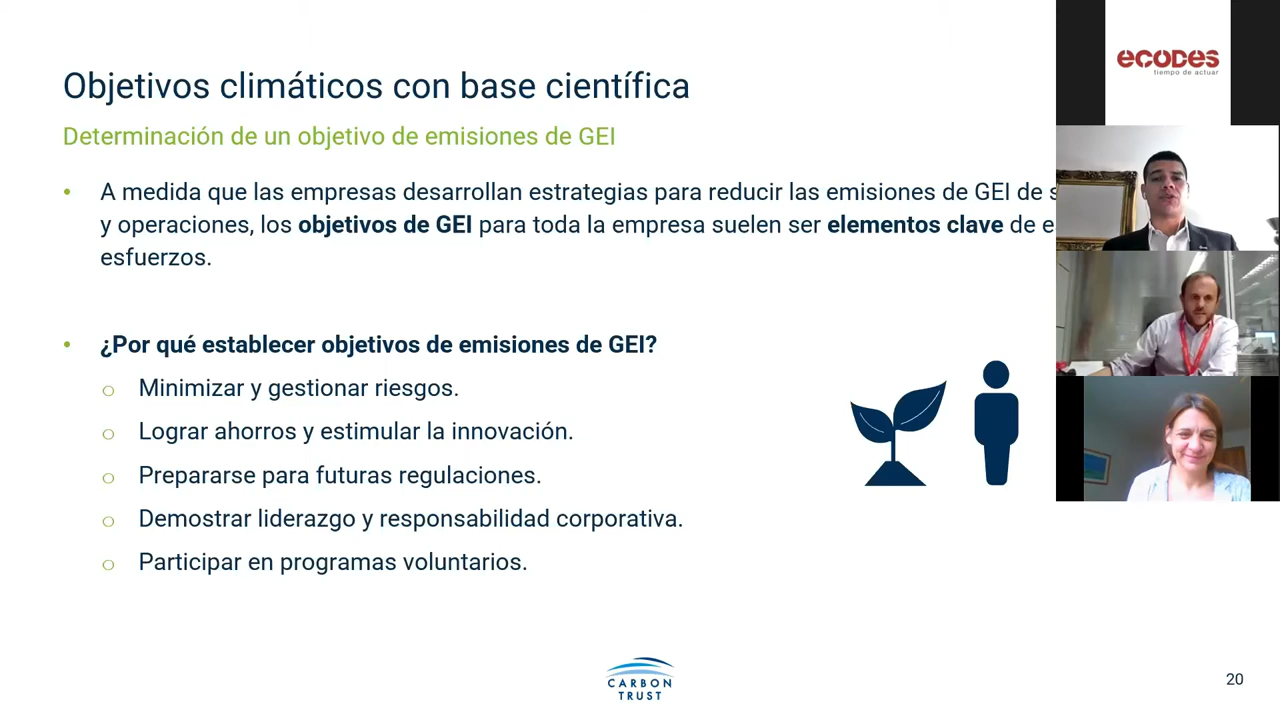 Objetivos climáticos con base científica
Determinación de un objetivo de emisiones de GEI
• A medida que las empresas desarrollan estrategias para reducir las emisiones de GEI de
y operaciones, los objetivos de GEI para toda la empresa suelen ser elementos clave de
esfuerzos.
• ¿Por qué establecer objetivos de emisiones de GEI?
o Minimizar y gestionar riesgos.
o Lograr ahorros y estimular la innovación.
o Prepararse para futuras regulaciones.
o Demostrar liderazgo y responsabilidad corporativa.
o Participar en programas voluntarios.
CARBON
TRUST
20
ecodes
tiempo de actuar